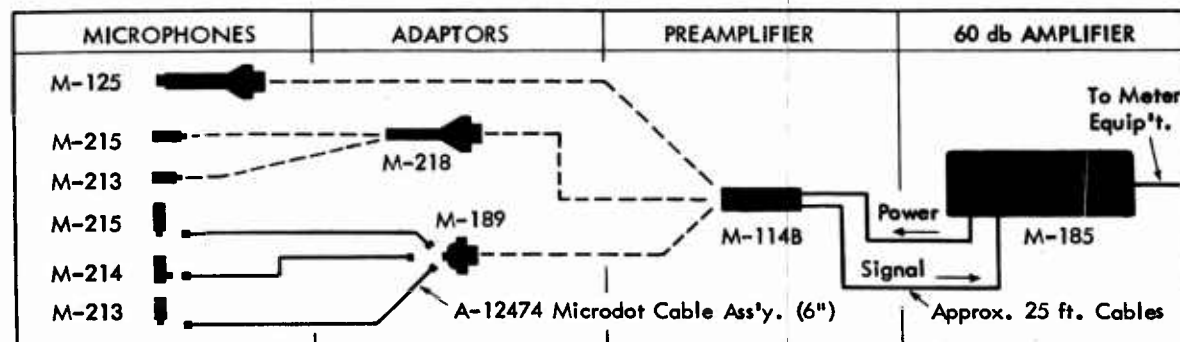 MICROPHONES ADAPTORS PREAMPLIFIER 60 db AMPLIFIER
M-125
To Meter
Equip't.
M-215
M-218
M-213
M-215
M-189
Power
M-114B
M-185
M-214
Signal
M-213
A-12474 Microdot Cable Ass'y. (6")
Approx. 25 ft. Cables